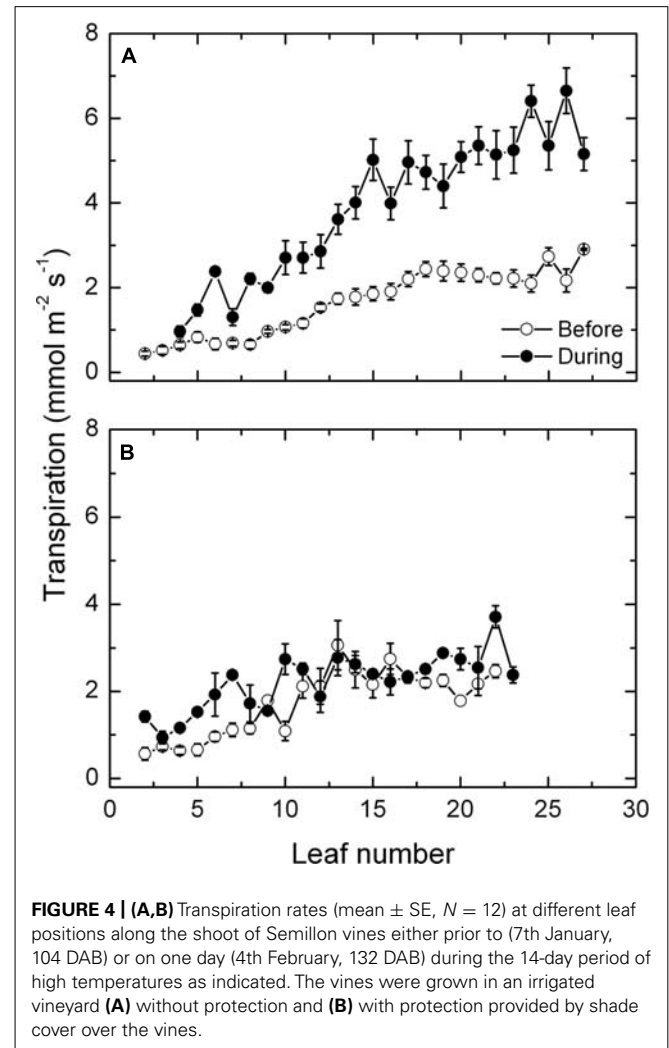 8
A
6
4
2
0
Before
During
8
B
6
4
2
0
0 5 10 15 20 25 30
Transpiration (mmol m⁻² s⁻¹)
Leaf number
FIGURE 4 | (A,B) Transpiration rates (mean ± SE, N = 12) at different leaf
positions along the shoot of Semillon vines either prior to (7th January,
104 DAB) or on one day (4th February, 132 DAB) during the 14-day period of
high temperatures as indicated. The vines were grown in an irrigated
vineyard (A) without protection and (B) with protection provided by shade
cover over the vines.